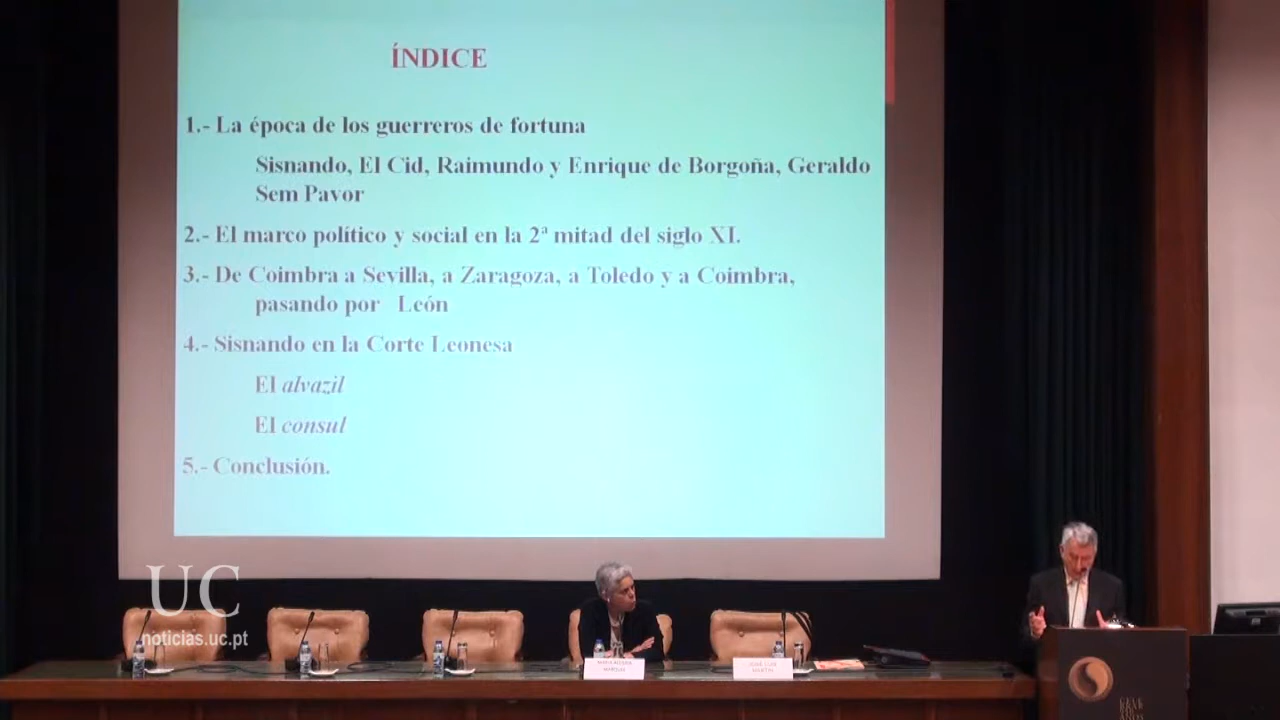 ÍNDICE
1.- La época de los guerreros de fortuna
Sisnando, El Cid, Raimundo y Enrique de Borgoña, Geraldo
Sem Pavor
2.- El marco político y social en la 2ª mitad del siglo XI.
3.- De Coimbra a Sevilla, a Zaragoza, a Toledo y a Coimbra,
pasando por León
4.- Sisnando en la Corte Leonesa
El alvazil
El consul
5.- Conclusión.
UC
noticias.uc.pt
JOSÉ LUIS
MARTÍN